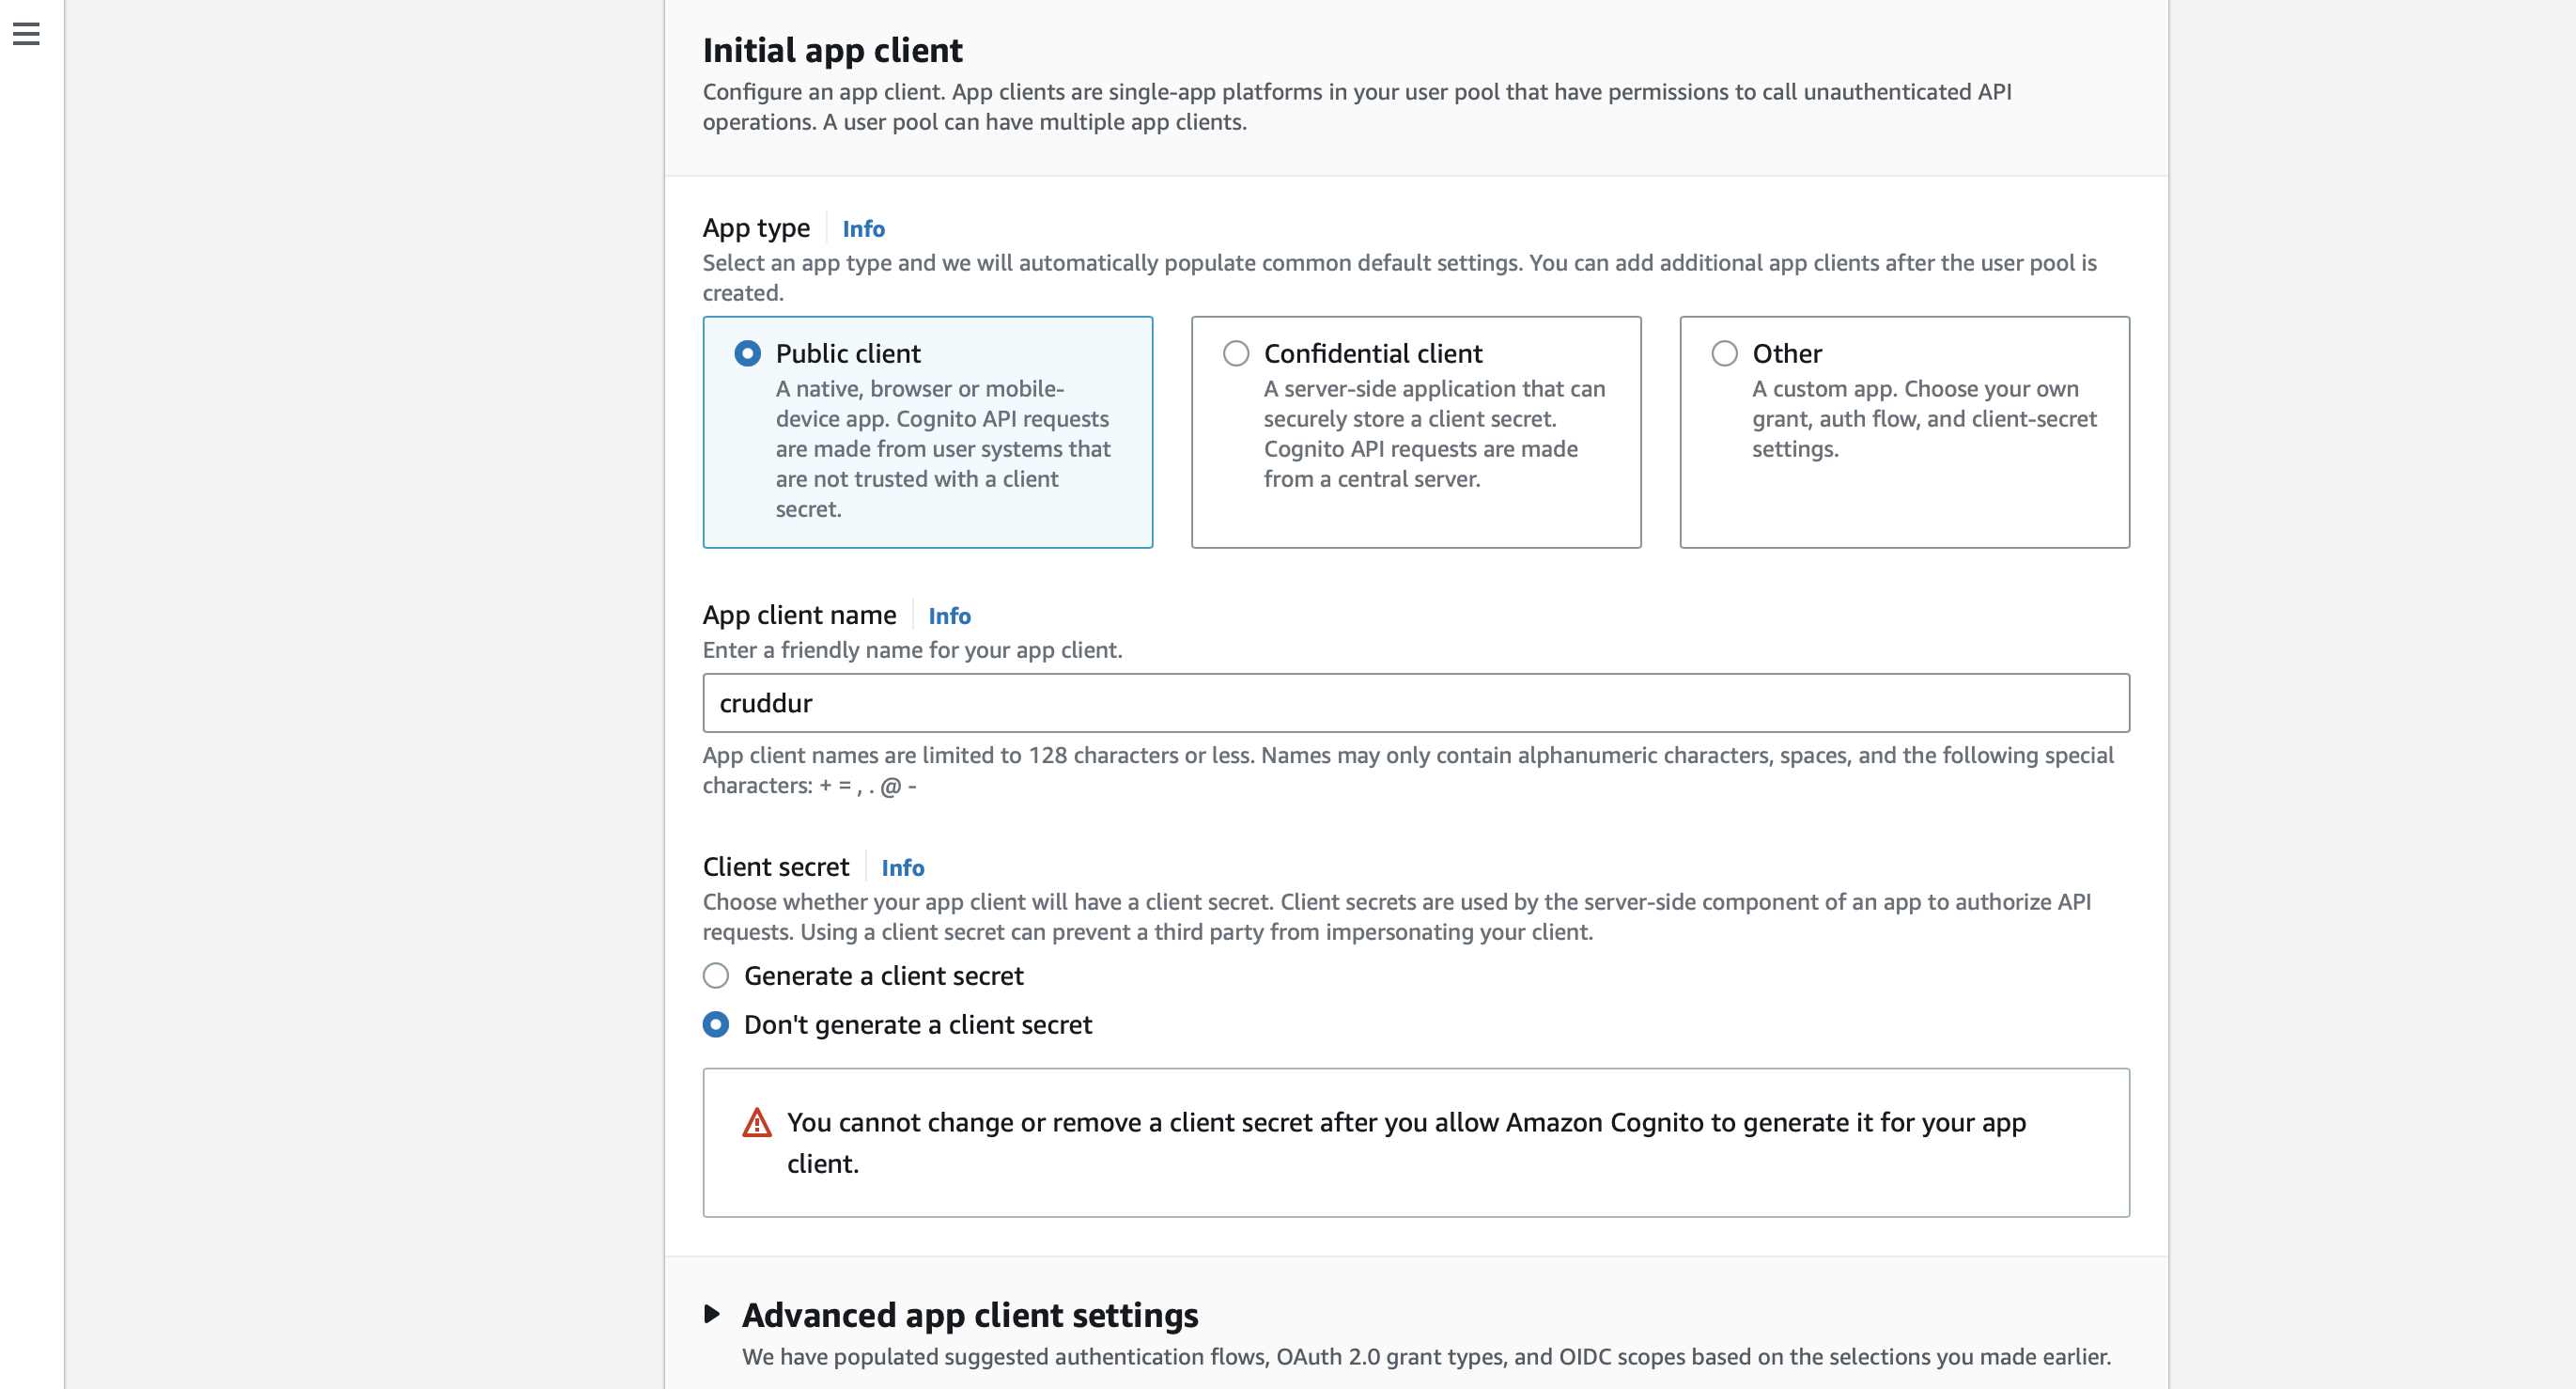 Initial app client
Configure an app client. App clients are single-app platforms in your user pool that have permissions to call unauthenticated API
operations. A user pool can have multiple app clients.
App type
Info
Select an app type and we will automatically populate common default settings. You can add additional app clients after the user pool is
created.
Public client
A native, browser or mobile-
device app. Cognito API requests
are made from user systems that
are not trusted with a client
secret.
Confidential client
A server-side application that can
securely store a client secret.
Cognito API requests are made
from a central server.
Other
A custom app. Choose your own
grant, auth flow, and client-secret
settings.
App client name
Info
Enter a friendly name for your app client.
cruddur
App client names are limited to 128 characters or less. Names may only contain alphanumeric characters, spaces, and the following special
characters: + = , . @ -
Client secret
Info
Choose whether your app client will have a client secret. Client secrets are used by the server-side component of an app to authorize API
requests. Using a client secret can prevent a third party from impersonating your client.
Generate a client secret
Don't generate a client secret
You cannot change or remove a client secret after you allow Amazon Cognito to generate it for your app
client.
Advanced app client settings
We have populated suggested authentication flows, OAuth 2.0 grant types, and OIDC scopes based on the selections you made earlier.